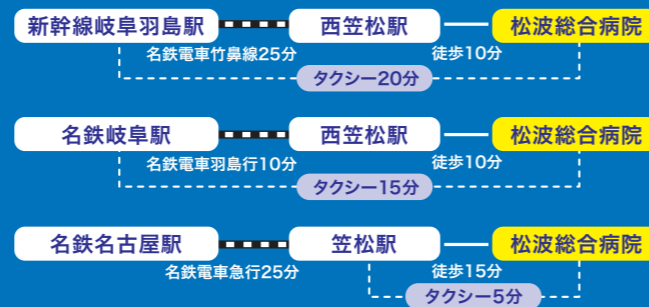 新幹線岐阜羽島駅 西笠松駅 松波総合病院
名鉄電車竹鼻線25分 徒歩10分
タクシー20分
名鉄岐阜駅 西笠松駅 松波総合病院
名鉄電車羽島行10分 徒歩10分
タクシー15分
名鉄名古屋駅 笠松駅 松波総合病院
名鉄電車急行25分 徒歩15分
タクシー5分